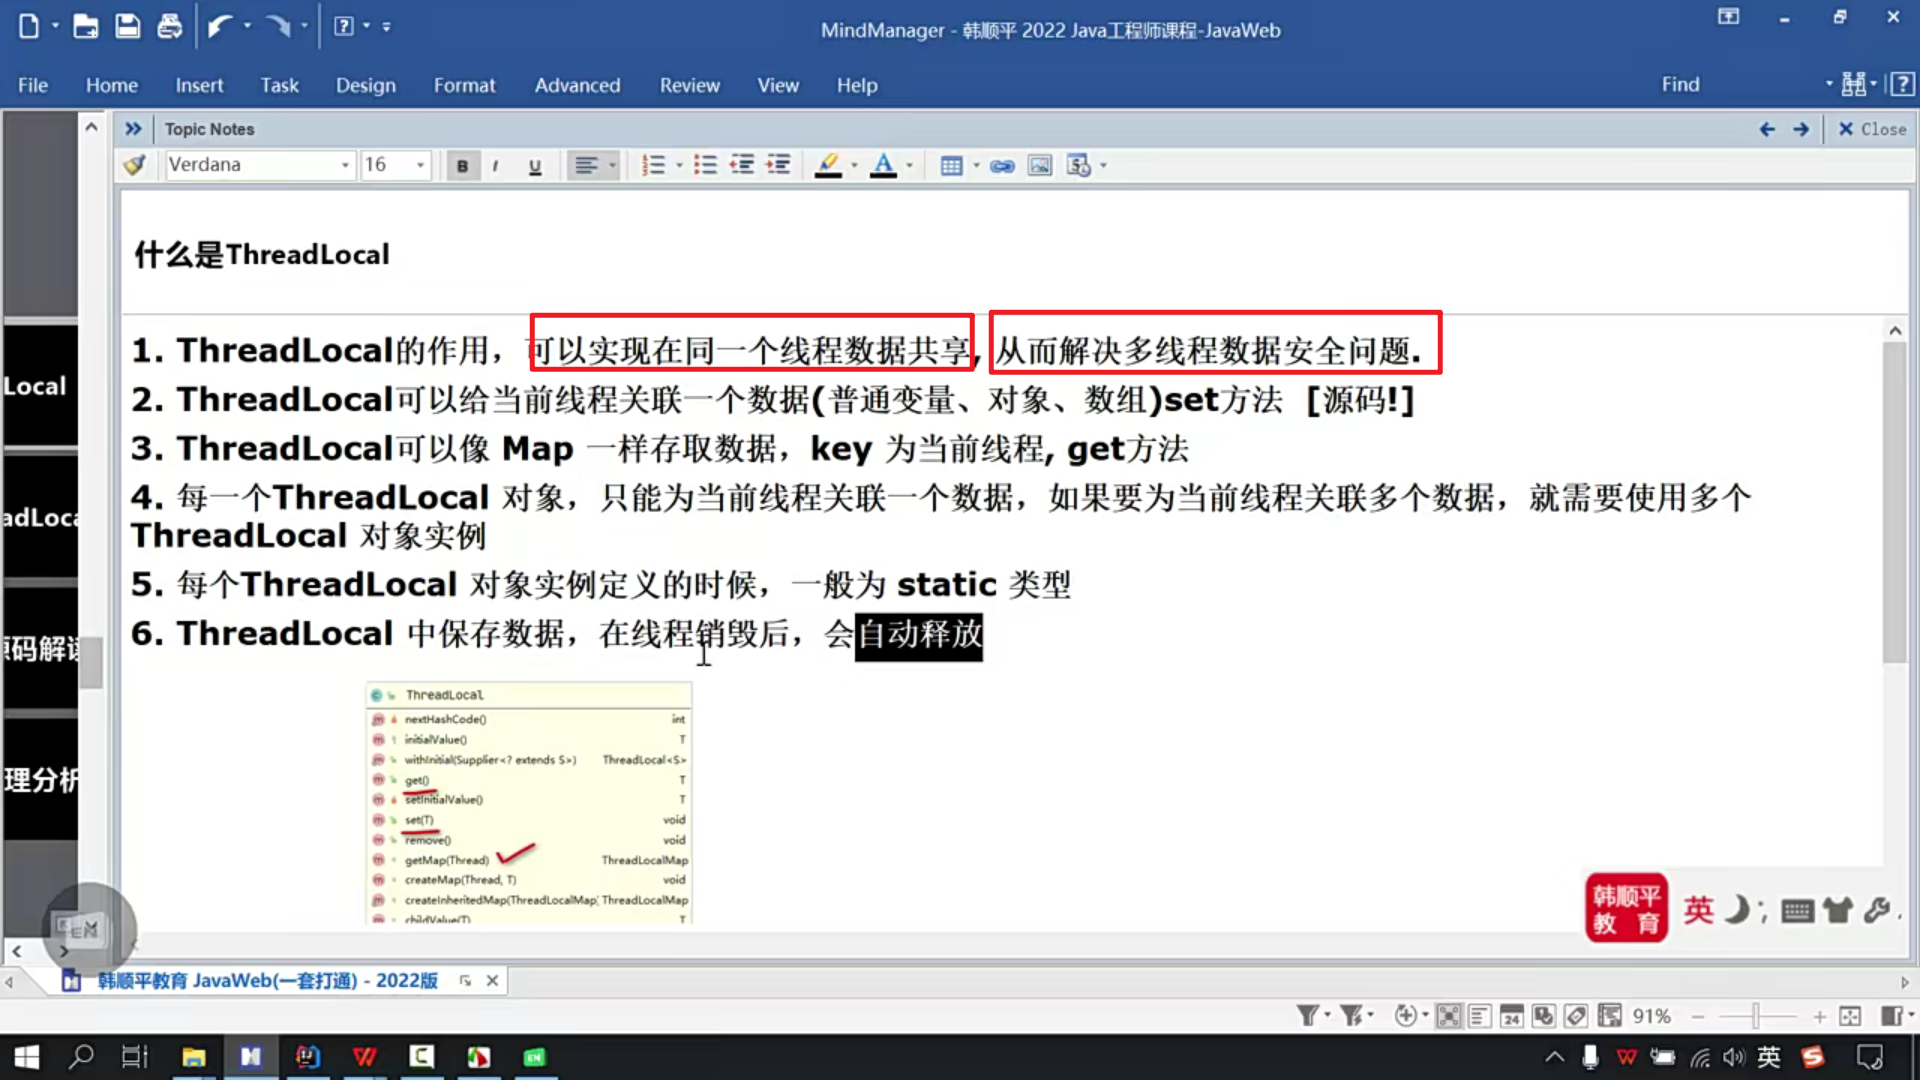 MindManager - 韩顺平 2022 Java工程师课程-JavaWeb
File Home Insert Task Design Format Advanced Review View Help Find
Topic Notes Close
Verdana 16 B I U A
什么是ThreadLocal
1. ThreadLocal的作用，可以实现在同一个线程数据共享, 从而解决多线程数据安全问题.
2. ThreadLocal可以给当前线程关联一个数据(普通变量、对象、数组)set方法 [源码!]
3. ThreadLocal可以像 Map 一样存取数据，key 为当前线程, get方法
4. 每一个ThreadLocal 对象，只能为当前线程关联一个数据，如果要为当前线程关联多个数据，就需要使用多个
ThreadLocal 对象实例
5. 每个ThreadLocal 对象实例定义的时候，一般为 static 类型
6. ThreadLocal 中保存数据，在线程销毁后，会自动释放
Local
adLoca
源码解读
理分析
ThreadLocal
nextHashCode() int
initialValue() T
withInitial(Supplier<? extends S>) ThreadLocal<S>
get() T
setInitialValue() T
set(T) void
remove() void
getMap(Thread) ThreadLocalMap
createMap(Thread, T) void
createInheritedMap(ThreadLocalMap) ThreadLocalMap
childValue(T) T
韩顺平
教育
英
EN
韩顺平教育 JavaWeb(一套打通) - 2022版
24 91%
EN 英